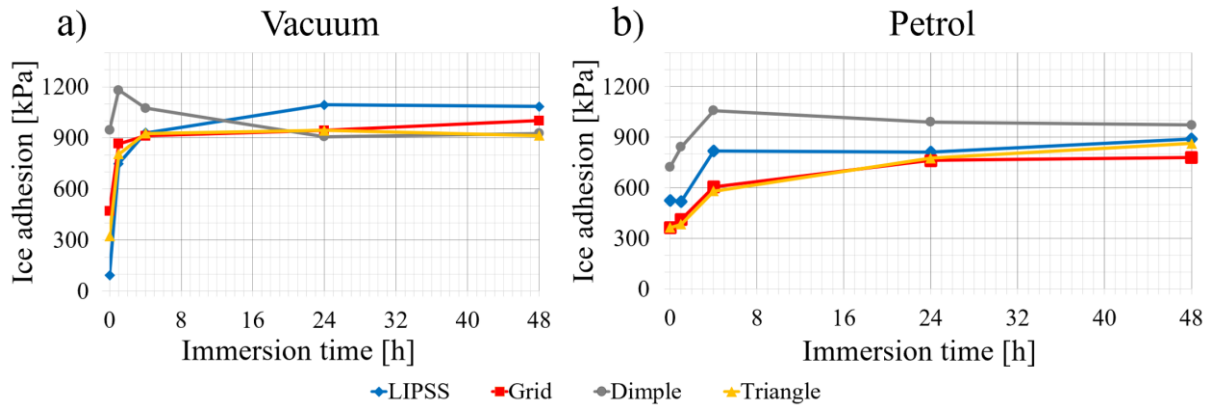 a) Vacuum
Ice adhesion [kPa]
1200
900
600
300
0
0 8 16 24 32 40 48
Immersion time [h]
b) Petrol
Ice adhesion [kPa]
1200
900
600
300
0
0 8 16 24 32 40 48
Immersion time [h]
LIPSS Grid Dimple Triangle